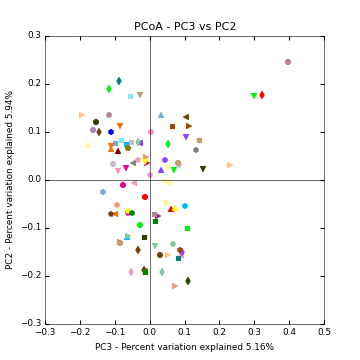 PCoA - PC3 vs PC2
PC2 - Percent variation explained 5.94%
0.3
0.2
0.1
0.0
−0.1
−0.2
−0.3
−0.3 −0.2 −0.1 0.0 0.1 0.2 0.3 0.4 0.5
PC3 - Percent variation explained 5.16%